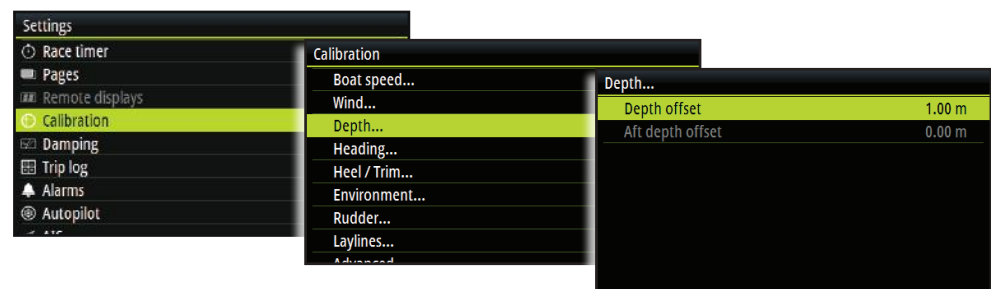 Settings
Race timer
Pages
Remote displays
Calibration
Damping
Trip log
Alarms
Autopilot
Calibration
Boat speed...
Wind...
Depth...
Heading...
Heel / Trim...
Environment...
Rudder...
Laylines...
Advanced
Depth...
Depth offset 1.00 m
Aft depth offset 0.00 m